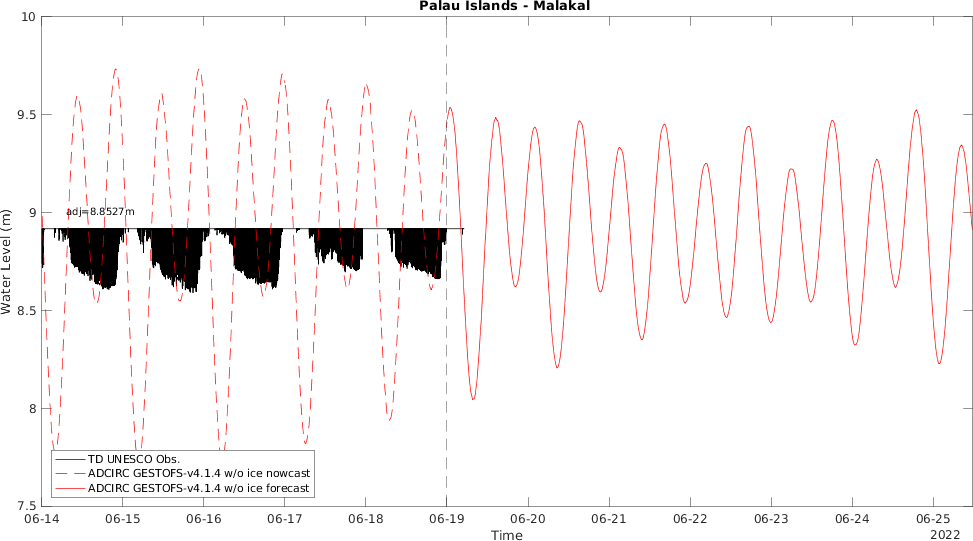 Palau Islands - Malakal
10
9.5
9
8.5
8
7.5
Water Level (m)
adj=8.8527m
TD UNESCO Obs.
ADCIRC GESTOFS-v4.1.4 w/o ice nowcast
ADCIRC GESTOFS-v4.1.4 w/o ice forecast
06-14 06-15 06-16 06-17 06-18 06-19 06-20 06-21 06-22 06-23 06-24 06-25
2022
Time